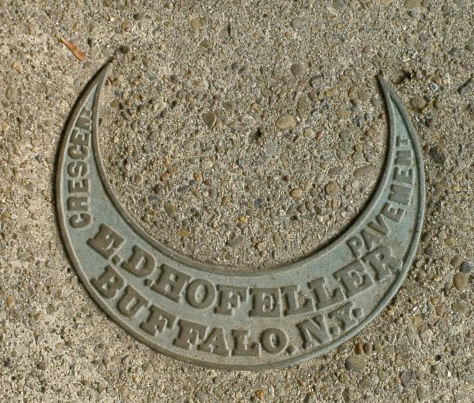 CRESCENT
PAVEMENT
E.D.HOFELLER
BUFFALO, N.Y.